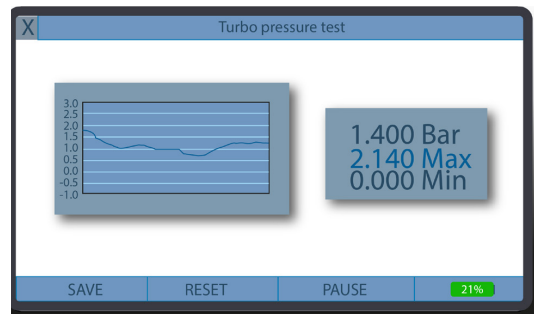 X
Turbo pressure test
3.0
2.5
2.0
1.5
1.0
0.5
0.0
-0.5
-1.0
1.400 Bar
2.140 Max
0.000 Min
SAVE
RESET
PAUSE
21%